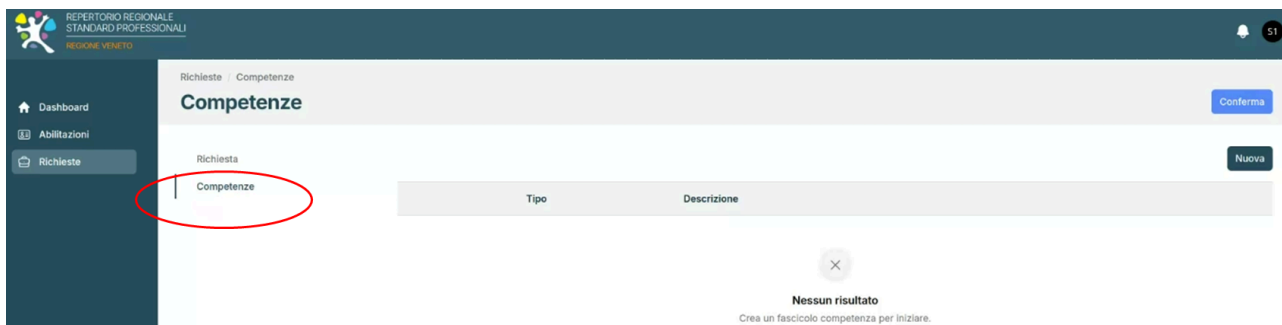 REPERTORIO REGIONALE
STANDARD PROFESSIONALI
REGIONE VENETO
S1
Richieste / Competenze
Competenze
Conferma
Dashboard
Abilitazioni
Richieste
Richiesta
Competenze
Nuova
Tipo Descrizione
Nessun risultato
Crea un fascicolo competenza per iniziare.